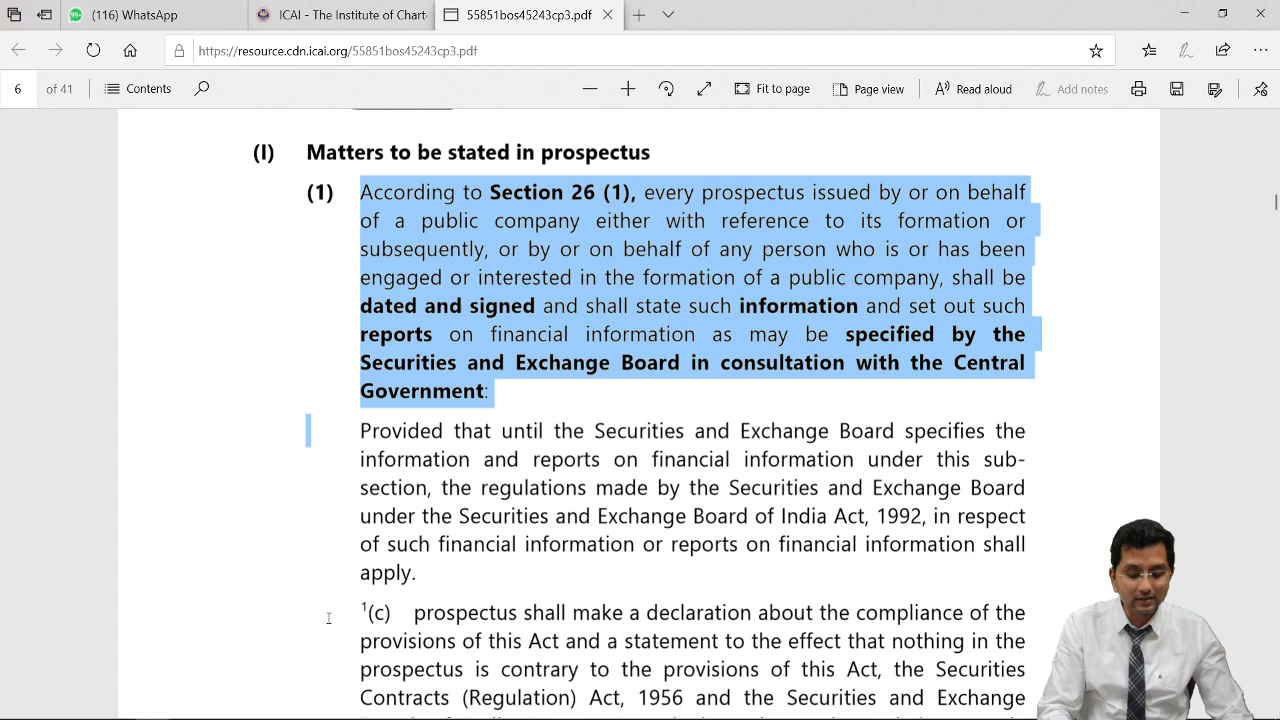 99+
(116) WhatsApp
ICAI - The Institute of Chart
55851bos45243cp3.pdf
https://resource.cdn.icai.org/55851bos45243cp3.pdf
6
of 41
Contents
Fit to page
Page view
Read aloud
Add notes
(I) Matters to be stated in prospectus
(1) According to Section 26 (1), every prospectus issued by or on behalf
of a public company either with reference to its formation or
subsequently, or by or on behalf of any person who is or has been
engaged or interested in the formation of a public company, shall be
dated and signed and shall state such information and set out such
reports on financial information as may be specified by the
Securities and Exchange Board in consultation with the Central
Government:
Provided that until the Securities and Exchange Board specifies the
information and reports on financial information under this sub-
section, the regulations made by the Securities and Exchange Board
under the Securities and Exchange Board of India Act, 1992, in respect
of such financial information or reports on financial information shall
apply.
1(c) prospectus shall make a declaration about the compliance of the
provisions of this Act and a statement to the effect that nothing in the
prospectus is contrary to the provisions of this Act, the Securities
Contracts (Regulation) Act, 1956 and the Securities and Exchange